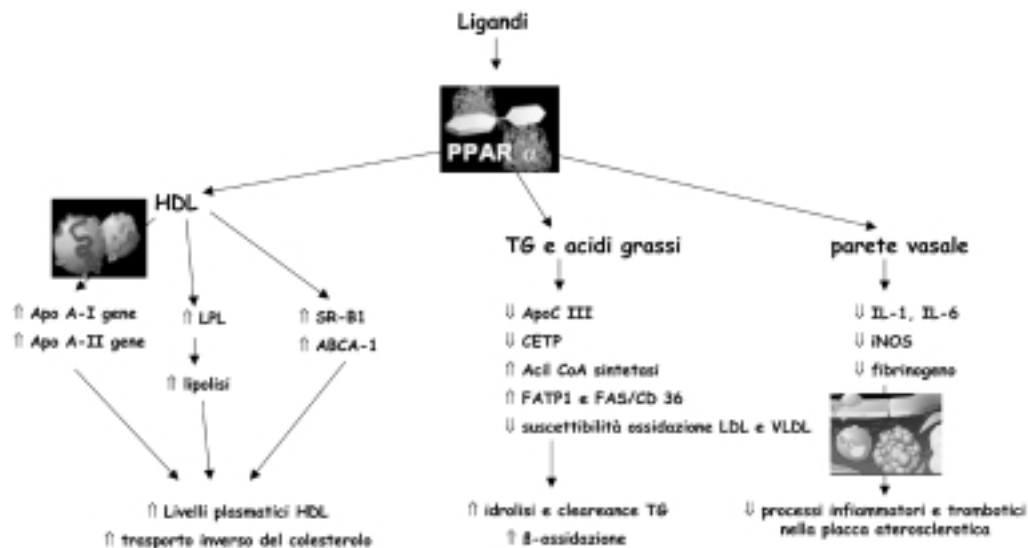 Ligandi
PPAR α
HDL
TG e acidi grassi
parete vasale
⇑ Apo A-I gene
⇑ Apo A-II gene
⇑ LPL
⇑ lipolisi
⇑ SR-B1
⇑ ABCA-1
⇓ ApoC III
⇓ CETP
⇑ Acil CoA sintetasi
⇑ FATP1 e FAS/CD 36
⇓ suscettibilità ossidazione LDL e VLDL
⇓ IL-1, IL-6
⇓ iNOS
⇓ fibrinogeno
⇑ Livelli plasmatici HDL
⇑ trasporto inverso del colesterolo
⇑ idrolisi e cleareance TG
⇑ β-ossidazione
⇓ processi infiammatori e trombotici
nella placca aterosclerotica